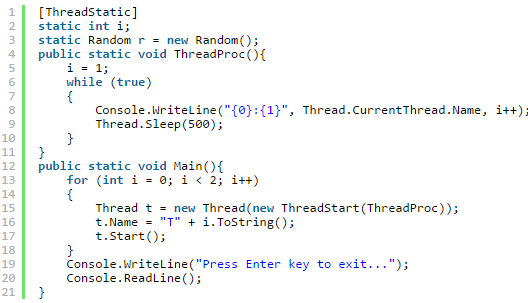 1 [ThreadStatic]
2 static int i;
3 static Random r = new Random();
4 public static void ThreadProc(){
5     i = 1;
6     while (true)
7     {
8         Console.WriteLine("{0}:{1}", Thread.CurrentThread.Name, i++);
9         Thread.Sleep(500);
10     }
11 }
12 public static void Main(){
13     for (int i = 0; i < 2; i++)
14     {
15         Thread t = new Thread(new ThreadStart(ThreadProc));
16         t.Name = "T" + i.ToString();
17         t.Start();
18     }
19     Console.WriteLine("Press Enter key to exit...");
20     Console.ReadLine();
21 }